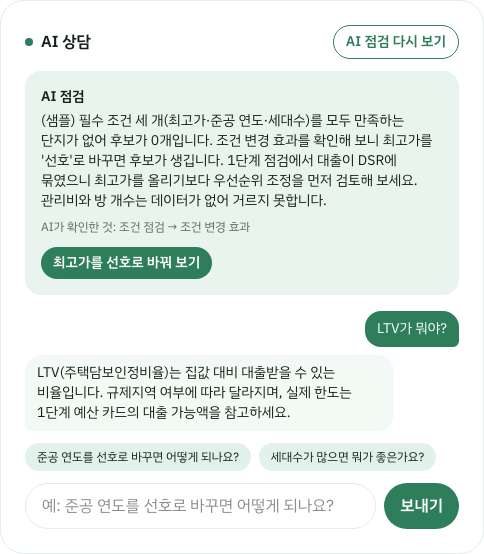 AI 상담
AI 점검 다시 보기
AI 점검
(샘플) 필수 조건 세 개(최고가·준공 연도·세대수)를 모두 만족하는
단지가 없어 후보가 0개입니다. 조건 변경 효과를 확인해 보니 최고가를
'선호'로 바꾸면 후보가 생깁니다. 1단계 점검에서 대출이 DSR에
묶였으니 최고가를 올리기보다 우선순위 조정을 먼저 검토해 보세요.
관리비와 방 개수는 데이터가 없어 거르지 못합니다.
AI가 확인한 것: 조건 점검 → 조건 변경 효과
최고가를 선호로 바꿔 보기
LTV가 뭐야?
LTV(주택담보인정비율)는 집값 대비 대출받을 수 있는
비율입니다. 규제지역 여부에 따라 달라지며, 실제 한도는
1단계 예산 카드의 대출 가능액을 참고하세요.
준공 연도를 선호로 바꾸면 어떻게 되나요?
세대수가 많으면 뭐가 좋은가요?
예: 준공 연도를 선호로 바꾸면 어떻게 되나요?
보내기